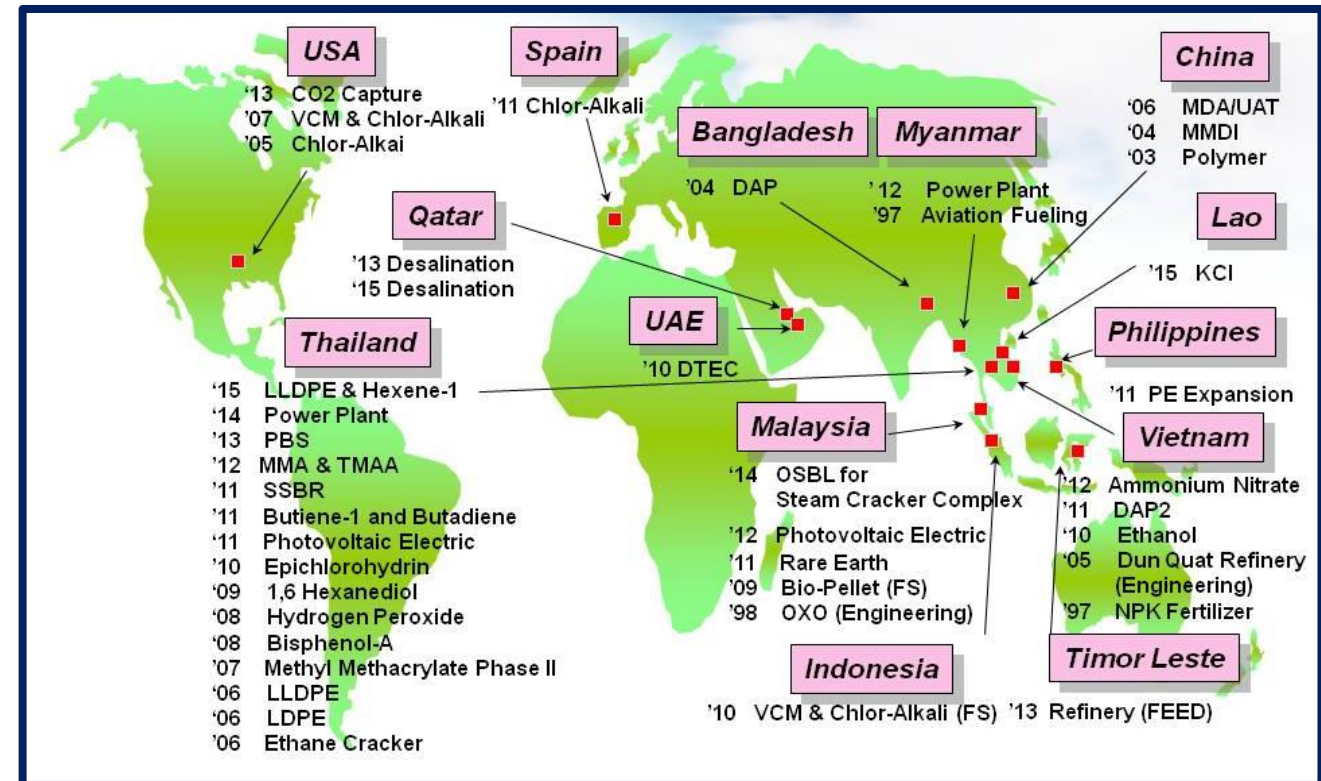 USA
‘13 CO2 Capture
'07 VCM & Chlor-Alkali
'05 Chlor-Alkai
Spain
'11 Chlor-Alkali
China
‘06 MDA/UAT
‘04 MMDI
‘03 Polymer
Bangladesh
'04 DAP
Myanmar
' 12 Power Plant
'97 Aviation Fueling
Lao
'15 KCl
Qatar
'13 Desalination
‘15 Desalination
UAE
'10 DTEC
Philippines
'11 PE Expansion
Thailand
‘15 LLDPE & Hexene-1
‘14 Power Plant
'13 PBS
'12 MMA & TMAA
'11 SSBR
'11 Butiene-1 and Butadiene
‘11 Photovoltaic Electric
'10 Epichlorohydrin
‘09 1,6 Hexanediol
‘08 Hydrogen Peroxide
‘08 Bisphenol-A
'07 Methyl Methacrylate Phase II
‘06 LLDPE
‘06 LDPE
‘06 Ethane Cracker
Malaysia
‘14 OSBL for
Steam Cracker Complex
'12 Photovoltaic Electric
'11 Rare Earth
'09 Bio-Pellet (FS)
'98 OXO (Engineering)
Vietnam
'12 Ammonium Nitrate
'11 DAP2
'10 Ethanol
‘05 Dun Quat Refinery
(Engineering)
'97 NPK Fertilizer
Indonesia
'10 VCM & Chlor-Alkali (FS)
Timor Leste
'13 Refinery (FEED)